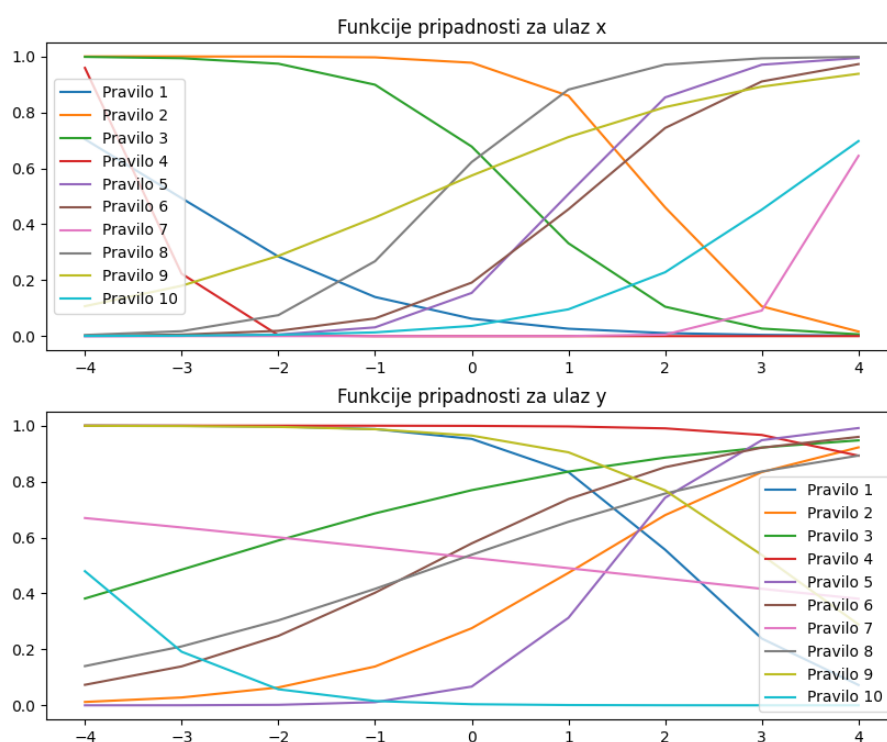 Funkcije pripadnosti za ulaz x
1.0
0.8
0.6
0.4
0.2
0.0
Pravilo 1
Pravilo 2
Pravilo 3
Pravilo 4
Pravilo 5
Pravilo 6
Pravilo 7
Pravilo 8
Pravilo 9
Pravilo 10
−4 −3 −2 −1 0 1 2 3 4
Funkcije pripadnosti za ulaz y
1.0
0.8
0.6
0.4
0.2
0.0
Pravilo 1
Pravilo 2
Pravilo 3
Pravilo 4
Pravilo 5
Pravilo 6
Pravilo 7
Pravilo 8
Pravilo 9
Pravilo 10
−4 −3 −2 −1 0 1 2 3 4